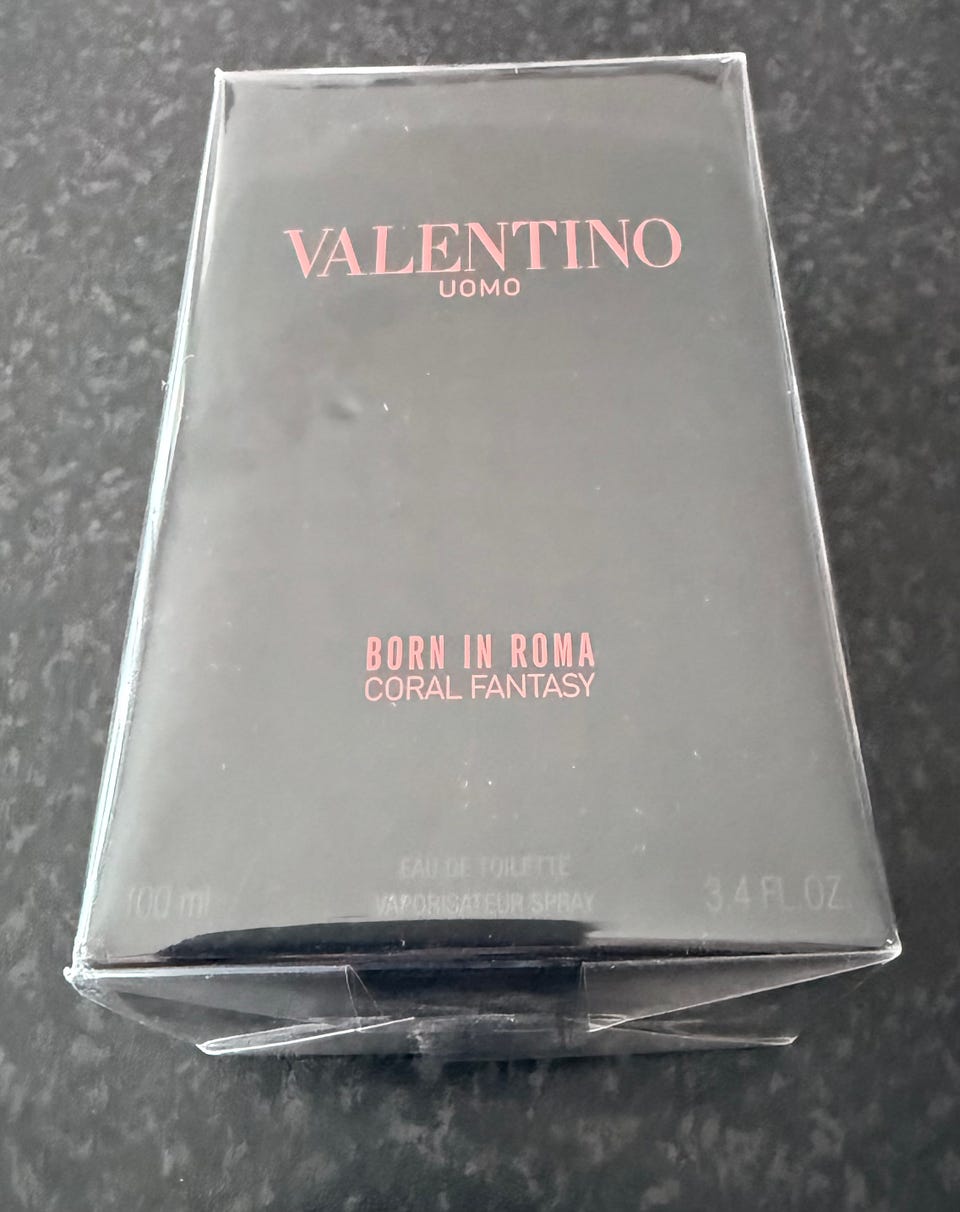 VALENTINO
UOMO
BORN IN ROMA
CORAL FANTASY
EAU DE TOILETTE
100 ml VAPORISATEUR SPRAY 3.4 FL.OZ.